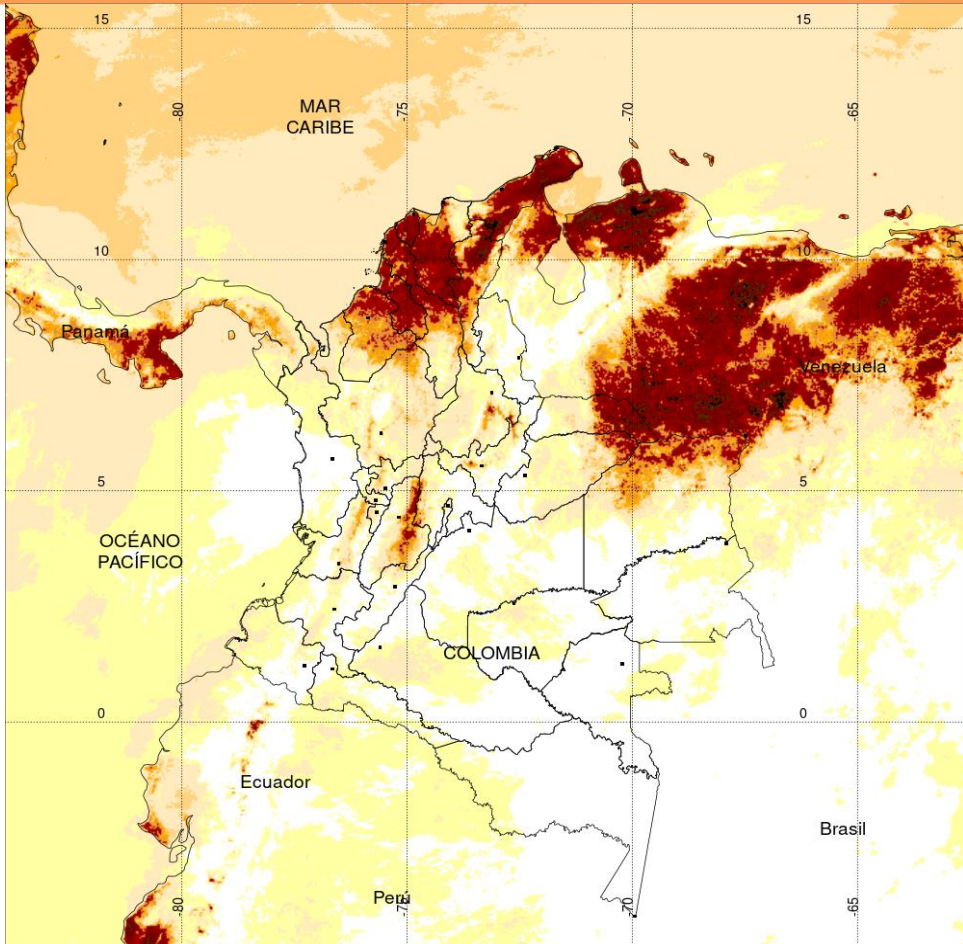 15
15
-80
-75
-70
-65
MAR
CARIBE
10
10
Panamá
Venezuela
5
5
OCÉANO
PACÍFICO
COLOMBIA
0
0
Ecuador
Brasil
Perú
-80
-75
-70
-65